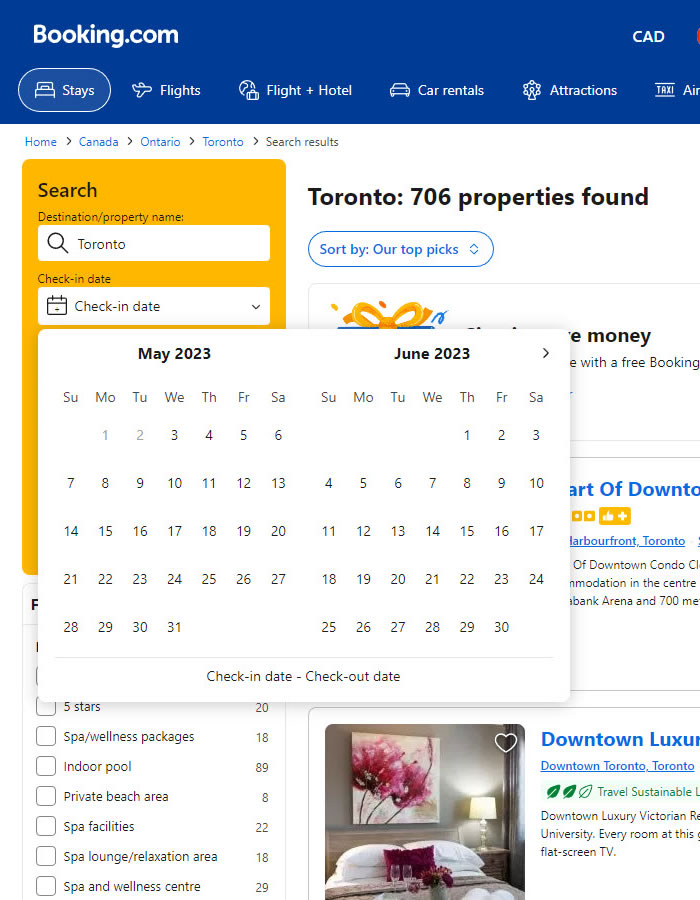 Booking.com
CAD
Stays Flights Flight + Hotel Car rentals Attractions TAXI
Home > Canada > Ontario > Toronto > Search results
Search
Destination/property name:
Toronto
Check-in date
Check-in date
Toronto: 706 properties found
Sort by: Our top picks
money
with a free Booking
May 2023
Su Mo Tu We Th Fr Sa
1 2 3 4 5 6
7 8 9 10 11 12 13
14 15 16 17 18 19 20
21 22 23 24 25 26 27
28 29 30 31
June 2023
Su Mo Tu We Th Fr Sa
1 2 3
4 5 6 7 8 9 10
11 12 13 14 15 16 17
18 19 20 21 22 23 24
25 26 27 28 29 30
Check-in date - Check-out date
5 stars 20
Spa/wellness packages 18
Indoor pool 89
Private beach area 8
Spa facilities 22
Spa lounge/relaxation area 18
Spa and wellness centre 29
art Of Downto
Harbourfront, Toronto
Of Downtown Condo Cl
mmodation in the centre
abank Arena and 700 me
Downtown Luxur
Downtown Toronto, Toronto
Travel Sustainable L
Downtown Luxury Victorian Re
University. Every room at this g
flat-screen TV.